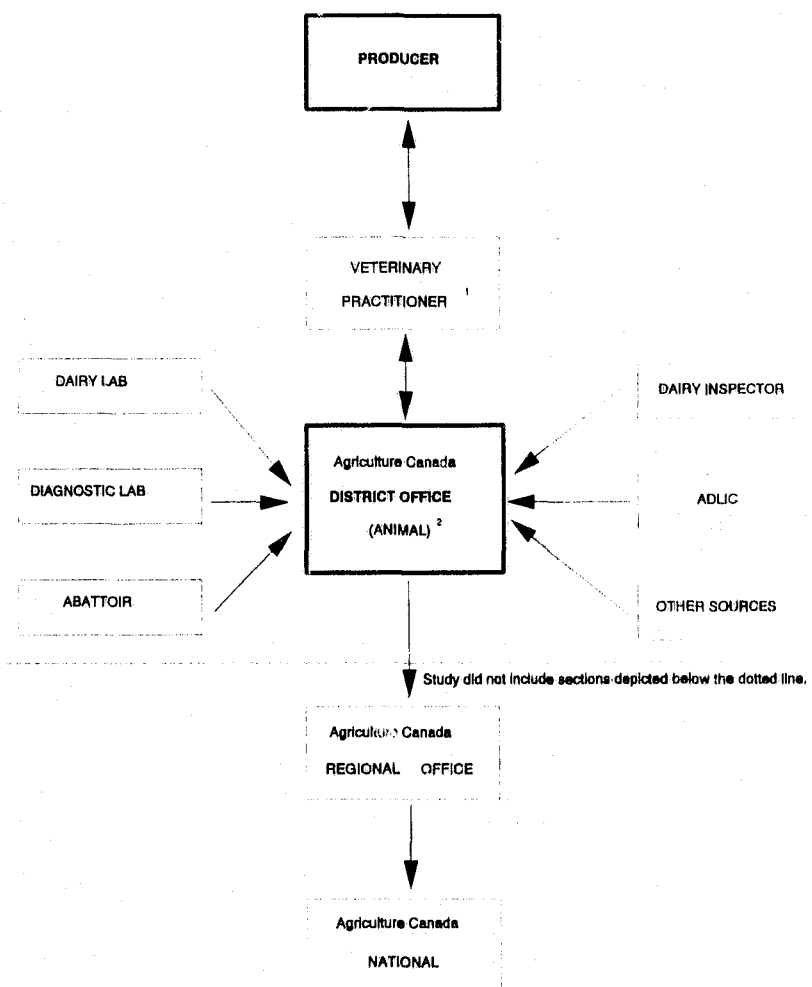 PRODUCER
VETERINARY
PRACTITIONER 1
DAIRY LAB
DAIRY INSPECTOR
Agriculture Canada
DISTRICT OFFICE
(ANIMAL) 2
DIAGNOSTIC LAB
ADLIC
ABATTOIR
OTHER SOURCES
Study did not include sections depicted below the dotted line.
Agriculture Canada
REGIONAL OFFICE
Agriculture Canada
NATIONAL